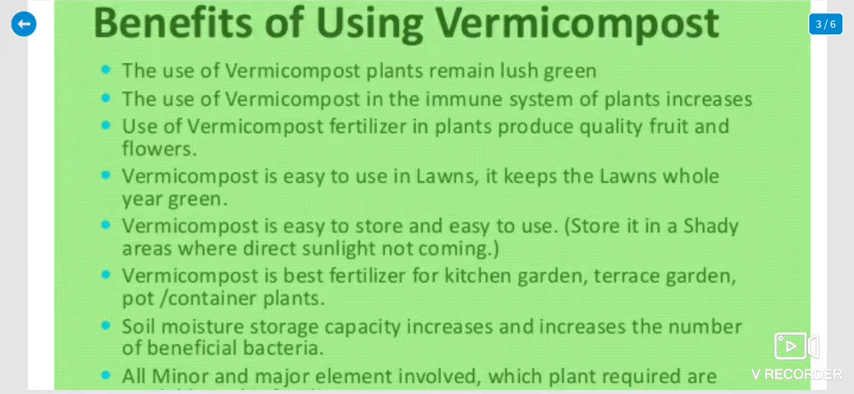 3 / 6
Benefits of Using Vermicompost
The use of Vermicompost plants remain lush green
The use of Vermicompost in the immune system of plants increases
Use of Vermicompost fertilizer in plants produce quality fruit and
flowers.
Vermicompost is easy to use in Lawns, it keeps the Lawns whole
year green.
Vermicompost is easy to store and easy to use. (Store it in a Shady
areas where direct sunlight not coming.)
Vermicompost is best fertilizer for kitchen garden, terrace garden,
pot /container plants.
Soil moisture storage capacity increases and increases the number
of beneficial bacteria.
All Minor and major element involved, which plant required are
V RECORDER